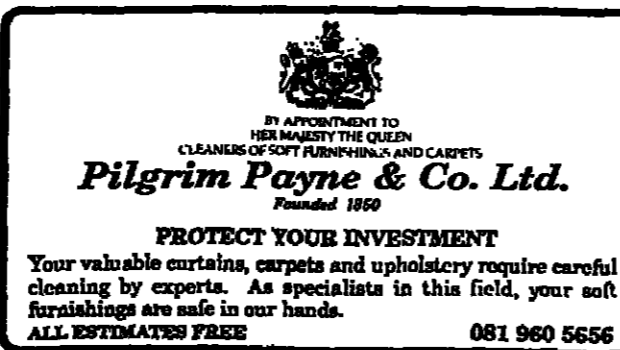 BY APPOINTMENT TO
HER MAJESTY THE QUEEN
CLEANERS OF SOFT FURNISHINGS AND CARPETS
Pilgrim Payne & Co. Ltd.
Founded 1850
PROTECT YOUR INVESTMENT
Your valuable curtains, carpets and upholstery require careful
cleaning by experts. As specialists in this field, your soft
furnishings are safe in our hands.
ALL ESTIMATES FREE 081 960 5656